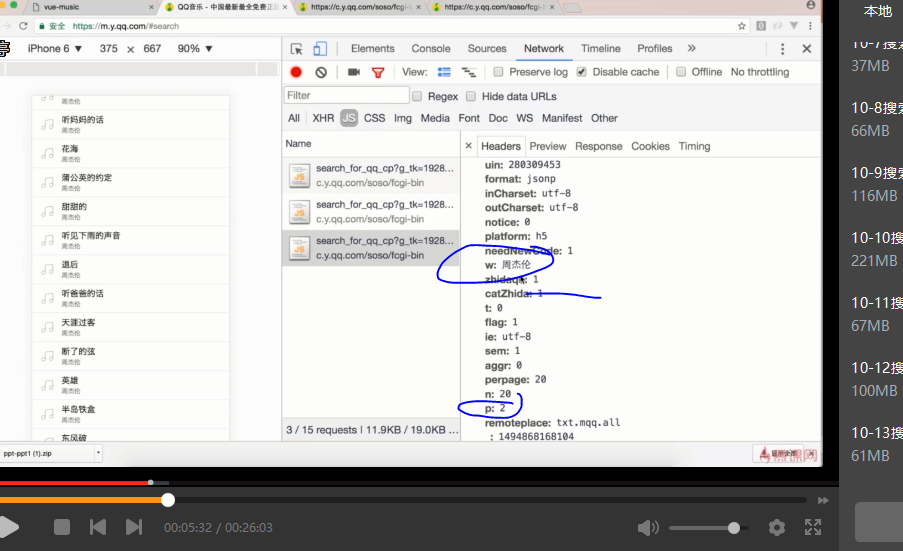 vue-music
QQ音乐 - 中国最新最全免费正版
https://c.y.qq.com/soso/fcgi-
https://c.y.qq.com/soso/fcgi-bin
安全
https://m.y.qq.com/#search
iPhone 6 ▼ 375 × 667 90% ▼
Elements Console Sources Network Timeline Profiles »
View: Preserve log Disable cache Offline No throttling
Filter Regex Hide data URLs
All XHR JS CSS Img Media Font Doc WS Manifest Other
Name
× Headers Preview Response Cookies Timing
周杰伦
听妈妈的话
周杰伦
花海
周杰伦
蒲公英的约定
周杰伦
甜甜的
周杰伦
听见下雨的声音
周杰伦
退后
周杰伦
听爸爸的话
周杰伦
天涯过客
周杰伦
断了的弦
周杰伦
英雄
周杰伦
半岛铁盒
周杰伦
东风破
search_for_qq_cp?g_tk=1928...
c.y.qq.com/soso/fcgi-bin
search_for_qq_cp?g_tk=1928...
c.y.qq.com/soso/fcgi-bin
search_for_qq_cp?g_tk=1928...
c.y.qq.com/soso/fcgi-bin
3 / 15 requests | 11.9KB / 19.0KB ...
uin: 280309453
format: jsonp
inCharset: utf-8
outCharset: utf-8
notice: 0
platform: h5
needNewCode: 1
w: 周杰伦
zhidaqu: 1
catZhida: 1
t: 0
flag: 1
ie: utf-8
sem: 1
aggr: 0
perpage: 20
n: 20
p: 2
remoteplace: txt.mqq.all
_: 1494868168104
ppt-ppt1 (1).zip
00:05:32 / 00:26:03
本地
10-7搜索
37MB
10-8搜索
66MB
10-9搜索
116MB
10-10搜
221MB
10-11搜
67MB
10-12搜
100MB
10-13搜
61MB